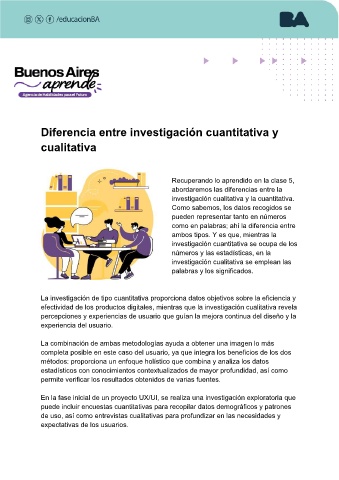 /educacionBA
BA
Buenos Aires
aprende
Agencia de Habilidades para el Futuro
Diferencia entre investigación cuantitativa y
cualitativa
Recuperando lo aprendido en la clase 5,
abordaremos las diferencias entre la
investigación cualitativa y la cuantitativa.
Como sabemos, los datos recogidos se
pueden representar tanto en números
como en palabras; ahí la diferencia entre
ambos tipos. Y es que, mientras la
investigación cuantitativa se ocupa de los
números y las estadísticas, en la
investigación cualitativa se emplean las
palabras y los significados.
La investigación de tipo cuantitativa proporciona datos objetivos sobre la eficiencia y
efectividad de los productos digitales, mientras que la investigación cualitativa revela
percepciones y experiencias de usuario que guían la mejora continua del diseño y la
experiencia del usuario.
La combinación de ambas metodologías ayuda a obtener una imagen lo más
completa posible en este caso del usuario, ya que integra los beneficios de los dos
métodos: proporciona un enfoque holístico que combina y analiza los datos
estadísticos con conocimientos contextualizados de mayor profundidad, así como
permite verificar los resultados obtenidos de varias fuentes.
En la fase inicial de un proyecto UX/UI, se realiza una investigación exploratoria que
puede incluir encuestas cuantitativas para recopilar datos demográficos y patrones
de uso, así como entrevistas cualitativas para profundizar en las necesidades y
expectativas de los usuarios.